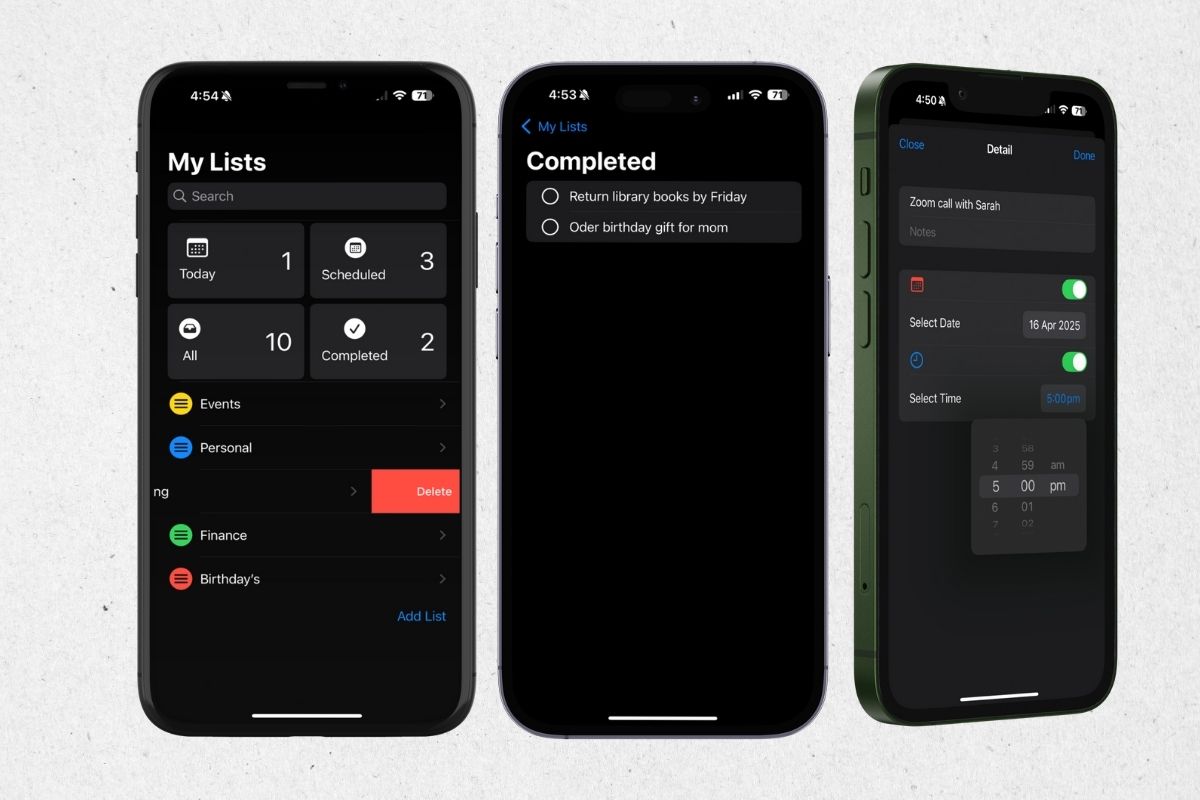 4:54
71
My Lists
Search
Today
1
Scheduled
3
All
10
Completed
2
Events
Personal
ng
Delete
Finance
Birthday's
Add List
4:53
71
My Lists
Completed
Return library books by Friday
Oder birthday gift for mom
4:50
71
Close
Detail
Done
Zoom call with Sarah
Notes
Select Date
16 Apr 2025
Select Time
5:00pm
3 58
4 59 am
5 00 pm
6 01
7 02